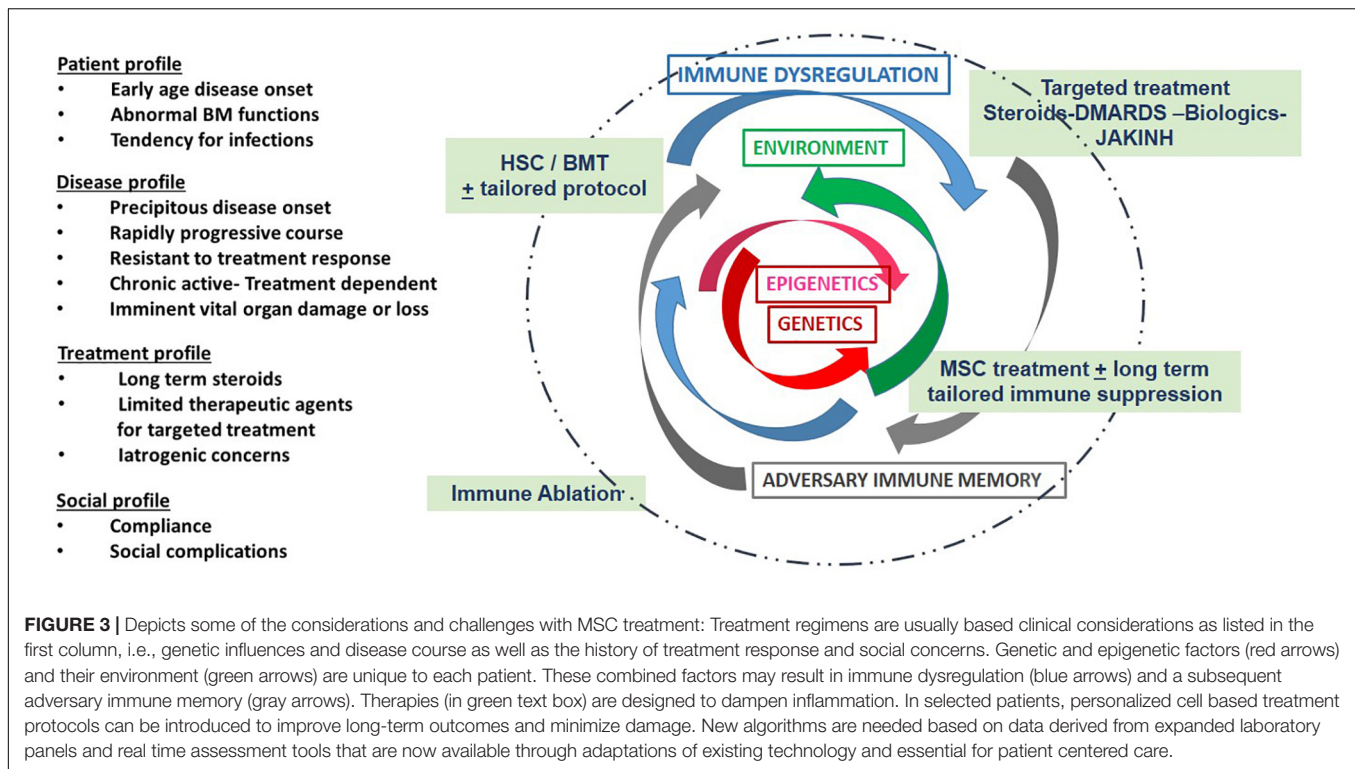 Patient profile
• Early age disease onset
• Abnormal BM functions
• Tendency for infections
Disease profile
• Precipitous disease onset
• Rapidly progressive course
• Resistant to treatment response
• Chronic active- Treatment dependent
• Imminent vital organ damage or loss
Treatment profile
• Long term steroids
• Limited therapeutic agents
for targeted treatment
• Iatrogenic concerns
Social profile
• Compliance
• Social complications
IMMUNE DYSREGULATION
Targeted treatment
Steroids-DMARDS –Biologics-
JAKINH
ENVIRONMENT
HSC / BMT
± tailored protocol
EPIGENETICS
GENETICS
MSC treatment ± long term
tailored immune suppression
ADVERSARY IMMUNE MEMORY
Immune Ablation
FIGURE 3 | Depicts some of the considerations and challenges with MSC treatment: Treatment regimens are usually based clinical considerations as listed in the
first column, i.e., genetic influences and disease course as well as the history of treatment response and social concerns. Genetic and epigenetic factors (red arrows)
and their environment (green arrows) are unique to each patient. These combined factors may result in immune dysregulation (blue arrows) and a subsequent
adversary immune memory (gray arrows). Therapies (in green text box) are designed to dampen inflammation. In selected patients, personalized cell based treatment
protocols can be introduced to improve long-term outcomes and minimize damage. New algorithms are needed based on data derived from expanded laboratory
panels and real time assessment tools that are now available through adaptations of existing technology and essential for patient centered care.